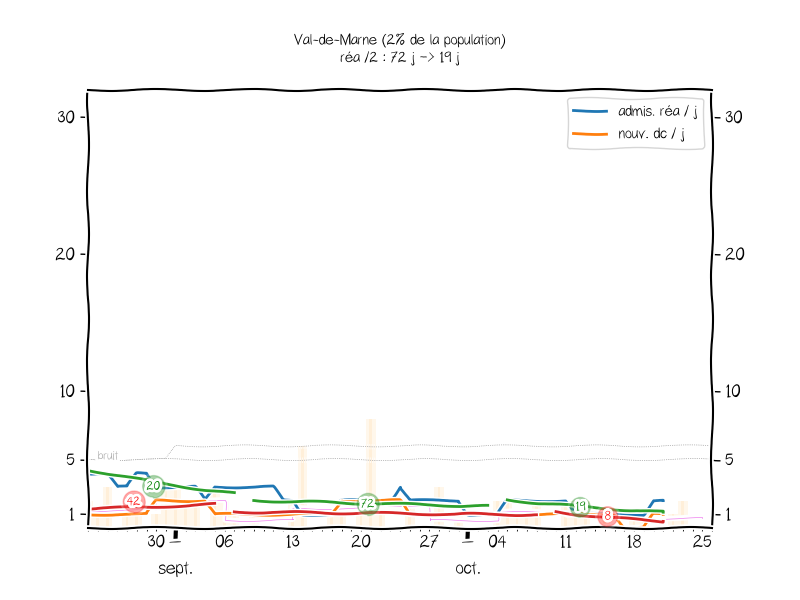 Val-de-Marne (2% de la population)
réa /2 : 72 j -> 19 j
admis. réa / j
nouv. dc / j
30 30
20 20
10 10
bruit
5 5
1 1
42 20 72 19 8
30 06 13 20 27 04 11 18 25
sept. oct.